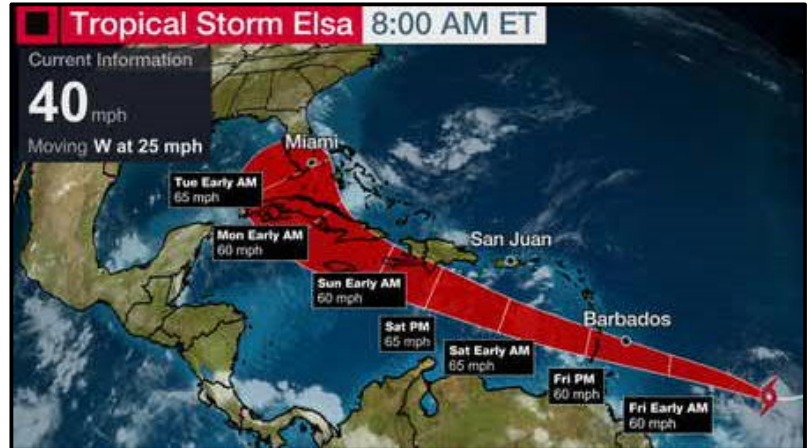 Tropical Storm Elsa 8:00 AM ET
Current Information
40 mph
Moving W at 25 mph
Miami
Tue Early AM
65 mph
Mon Early AM
60 mph
San Juan
Sun Early AM
60 mph
Barbados
Sat PM
65 mph
Sat Early AM
65 mph
Fri PM
60 mph
Fri Early AM
60 mph